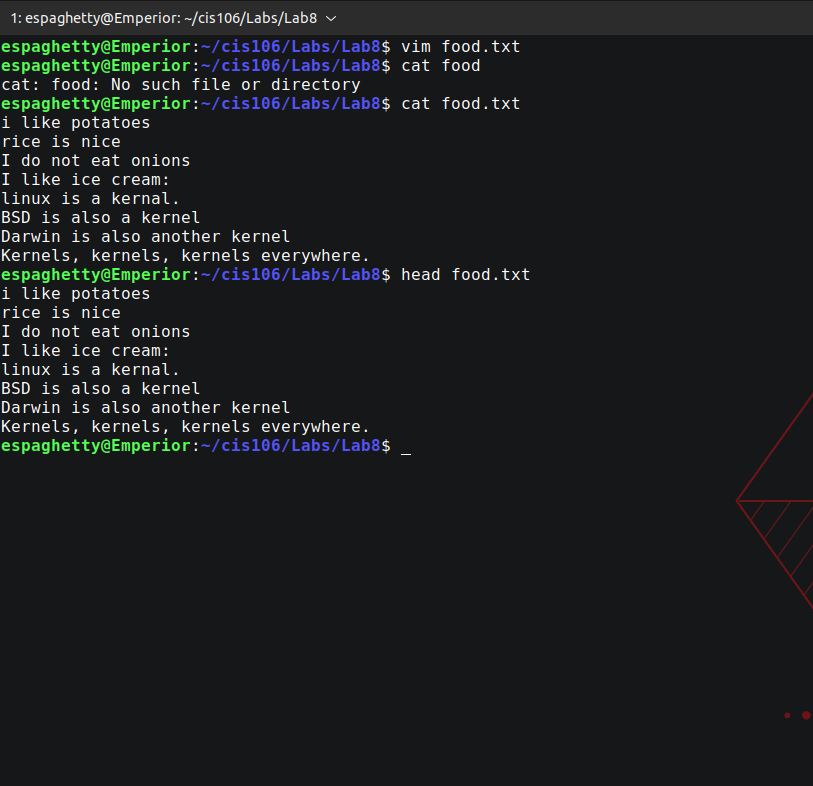 1: espaghetty@Emperior: ~/cis106/Labs/Lab8
espaghetty@Emperior:~/cis106/Labs/Lab8$ vim food.txt
espaghetty@Emperior:~/cis106/Labs/Lab8$ cat food
cat: food: No such file or directory
espaghetty@Emperior:~/cis106/Labs/Lab8$ cat food.txt
i like potatoes
rice is nice
I do not eat onions
I like ice cream:
linux is a kernal.
BSD is also a kernel
Darwin is also another kernel
Kernels, kernels, kernels everywhere.
espaghetty@Emperior:~/cis106/Labs/Lab8$ head food.txt
i like potatoes
rice is nice
I do not eat onions
I like ice cream:
linux is a kernal.
BSD is also a kernel
Darwin is also another kernel
Kernels, kernels, kernels everywhere.
espaghetty@Emperior:~/cis106/Labs/Lab8$ _